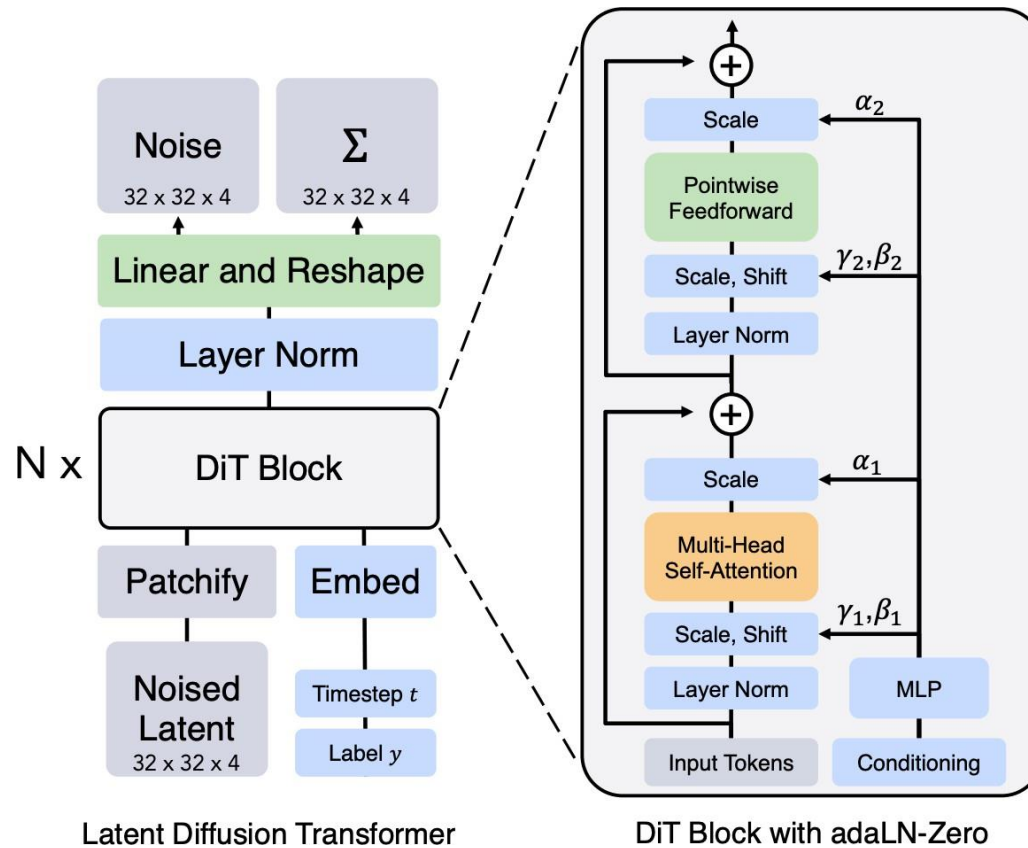 Noise
32 x 32 x 4
Σ
32 x 32 x 4
Linear and Reshape
Layer Norm
N x
DiT Block
Patchify
Embed
Noised
Latent
32 x 32 x 4
Timestep t
Label y
Latent Diffusion Transformer
+
Scale
α₂
Pointwise
Feedforward
Scale, Shift
γ₂,β₂
Layer Norm
+
Scale
α₁
Multi-Head
Self-Attention
Scale, Shift
γ₁,β₁
Layer Norm
MLP
Input Tokens
Conditioning
DiT Block with adaLN-Zero